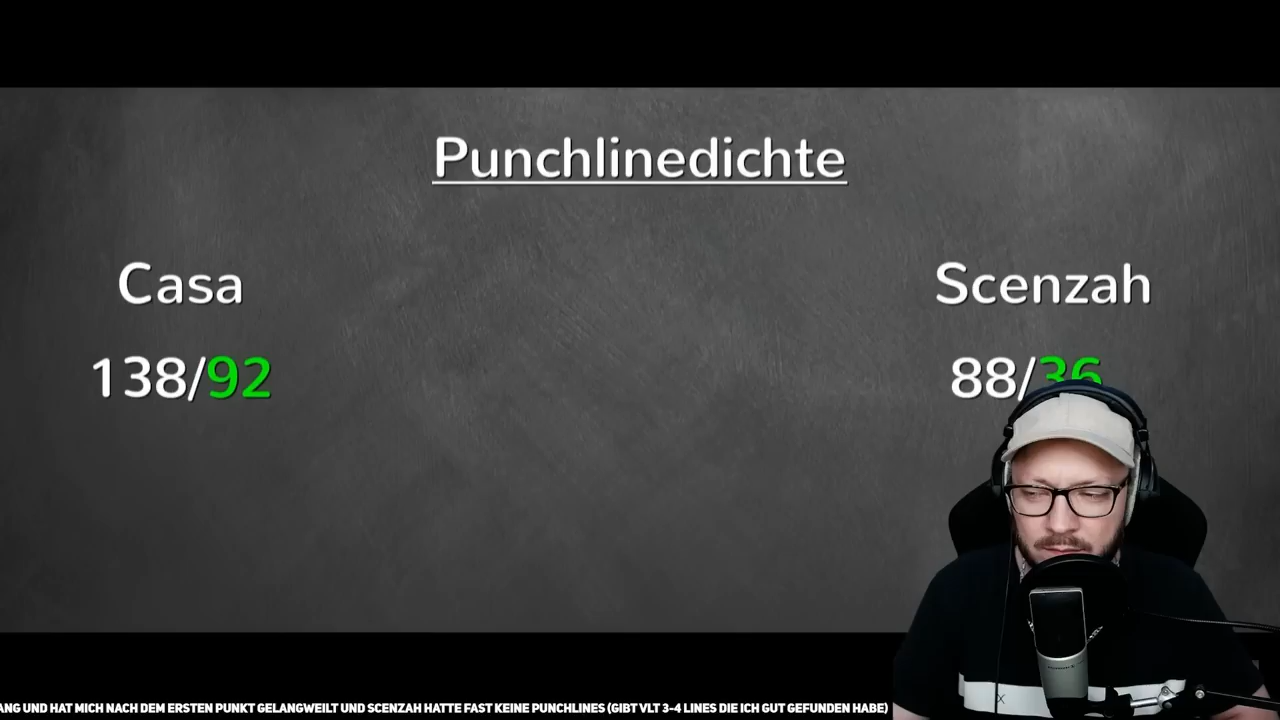 Punchlinedichte
Casa
Scenzah
138/92
88/36
UND HAT MICH NACH DEM ERSTEN PUNKT GELANGWEILT UND SCENZAH HATTE FAST KEINE PUNCHLINES (GIBT VLT 3-4 LINES DIE ICH GUT GEFUNDEN HABE)